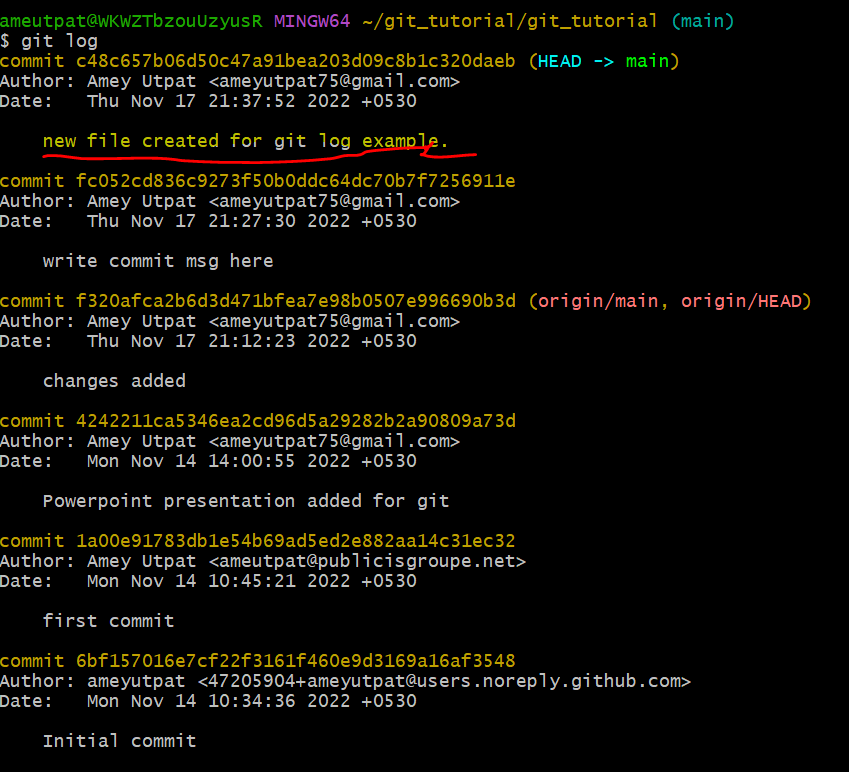 ameutpat@WKWZTbzouUzyusR MINGW64 ~/git_tutorial/git_tutorial (main)
$ git log
commit c48c657b06d50c47a91bea203d09c8b1c320daeb (HEAD -> main)
Author: Amey Utpat <ameyutpat75@gmail.com>
Date:   Thu Nov 17 21:37:52 2022 +0530
    new file created for git log example.
commit fc052cd836c9273f50b0ddc64dc70b7f7256911e
Author: Amey Utpat <ameyutpat75@gmail.com>
Date:   Thu Nov 17 21:27:30 2022 +0530
    write commit msg here
commit f320afca2b6d3d471bfea7e98b0507e996690b3d (origin/main, origin/HEAD)
Author: Amey Utpat <ameyutpat75@gmail.com>
Date:   Thu Nov 17 21:12:23 2022 +0530
    changes added
commit 4242211ca5346ea2cd96d5a29282b2a90809a73d
Author: Amey Utpat <ameyutpat75@gmail.com>
Date:   Mon Nov 14 14:00:55 2022 +0530
    Powerpoint presentation added for git
commit 1a00e91783db1e54b69ad5ed2e882aa14c31ec32
Author: Amey Utpat <ameutpat@publicisgroupe.net>
Date:   Mon Nov 14 10:45:21 2022 +0530
    first commit
commit 6bf157016e7cf22f3161f460e9d3169a16af3548
Author: ameyutpat <47205904+ameyutpat@users.noreply.github.com>
Date:   Mon Nov 14 10:34:36 2022 +0530
    Initial commit